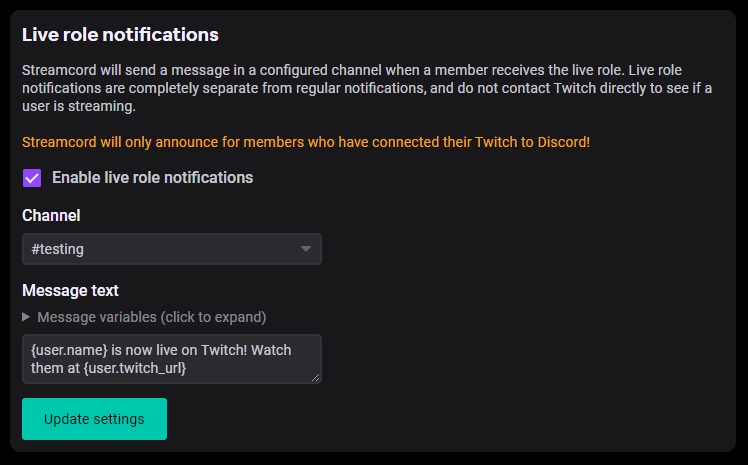 Live role notifications
Streamcord will send a message in a configured channel when a member receives the live role. Live role
notifications are completely separate from regular notifications, and do not contact Twitch directly to see if a
user is streaming.
Streamcord will only announce for members who have connected their Twitch to Discord!
Enable live role notifications
Channel
#testing
Message text
Message variables (click to expand)
{user.name} is now live on Twitch! Watch
them at {user.twitch_url}
Update settings